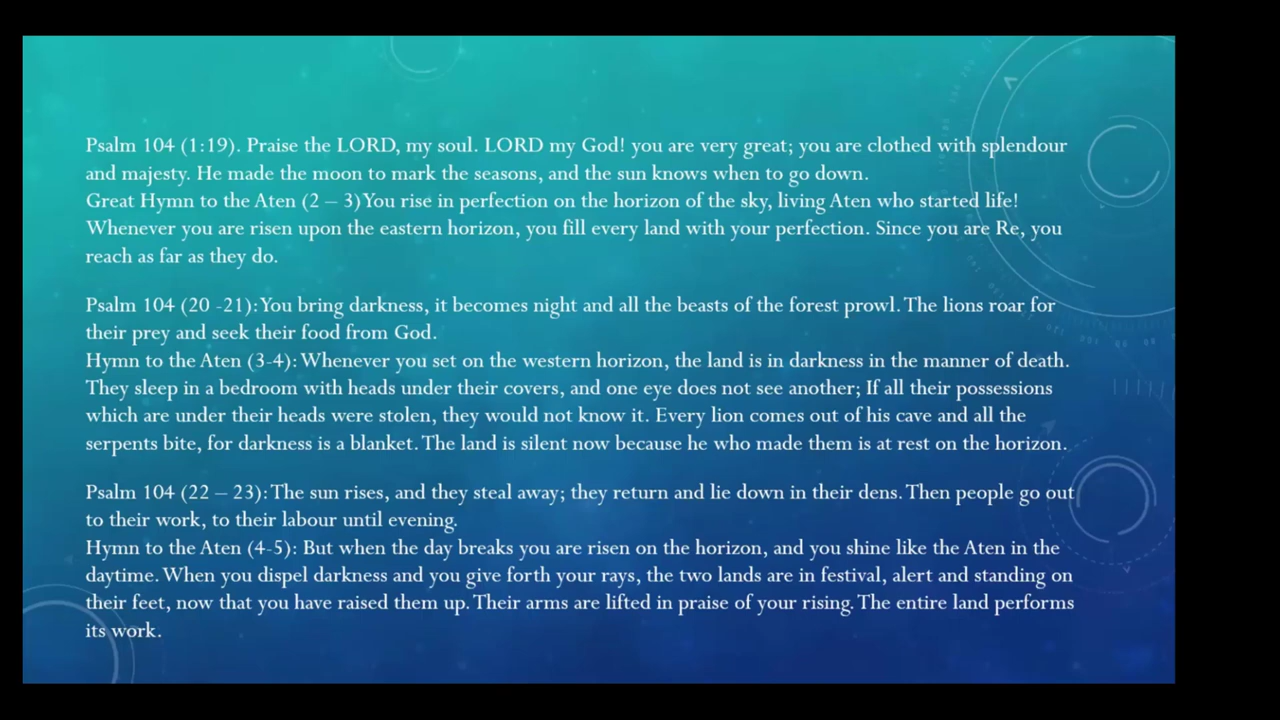 Psalm 104 (1:19). Praise the LORD, my soul. LORD my God! you are very great; you are clothed with splendour
and majesty. He made the moon to mark the seasons, and the sun knows when to go down.
Great Hymn to the Aten (2 – 3)You rise in perfection on the horizon of the sky, living Aten who started life!
Whenever you are risen upon the eastern horizon, you fill every land with your perfection. Since you are Re, you
reach as far as they do.
Psalm 104 (20 -21): You bring darkness, it becomes night and all the beasts of the forest prowl. The lions roar for
their prey and seek their food from God.
Hymn to the Aten (3-4): Whenever you set on the western horizon, the land is in darkness in the manner of death.
They sleep in a bedroom with heads under their covers, and one eye does not see another; If all their possessions
which are under their heads were stolen, they would not know it. Every lion comes out of his cave and all the
serpents bite, for darkness is a blanket. The land is silent now because he who made them is at rest on the horizon.
Psalm 104 (22 – 23): The sun rises, and they steal away; they return and lie down in their dens. Then people go out
to their work, to their labour until evening.
Hymn to the Aten (4-5): But when the day breaks you are risen on the horizon, and you shine like the Aten in the
daytime. When you dispel darkness and you give forth your rays, the two lands are in festival, alert and standing on
their feet, now that you have raised them up. Their arms are lifted in praise of your rising. The entire land performs
its work.